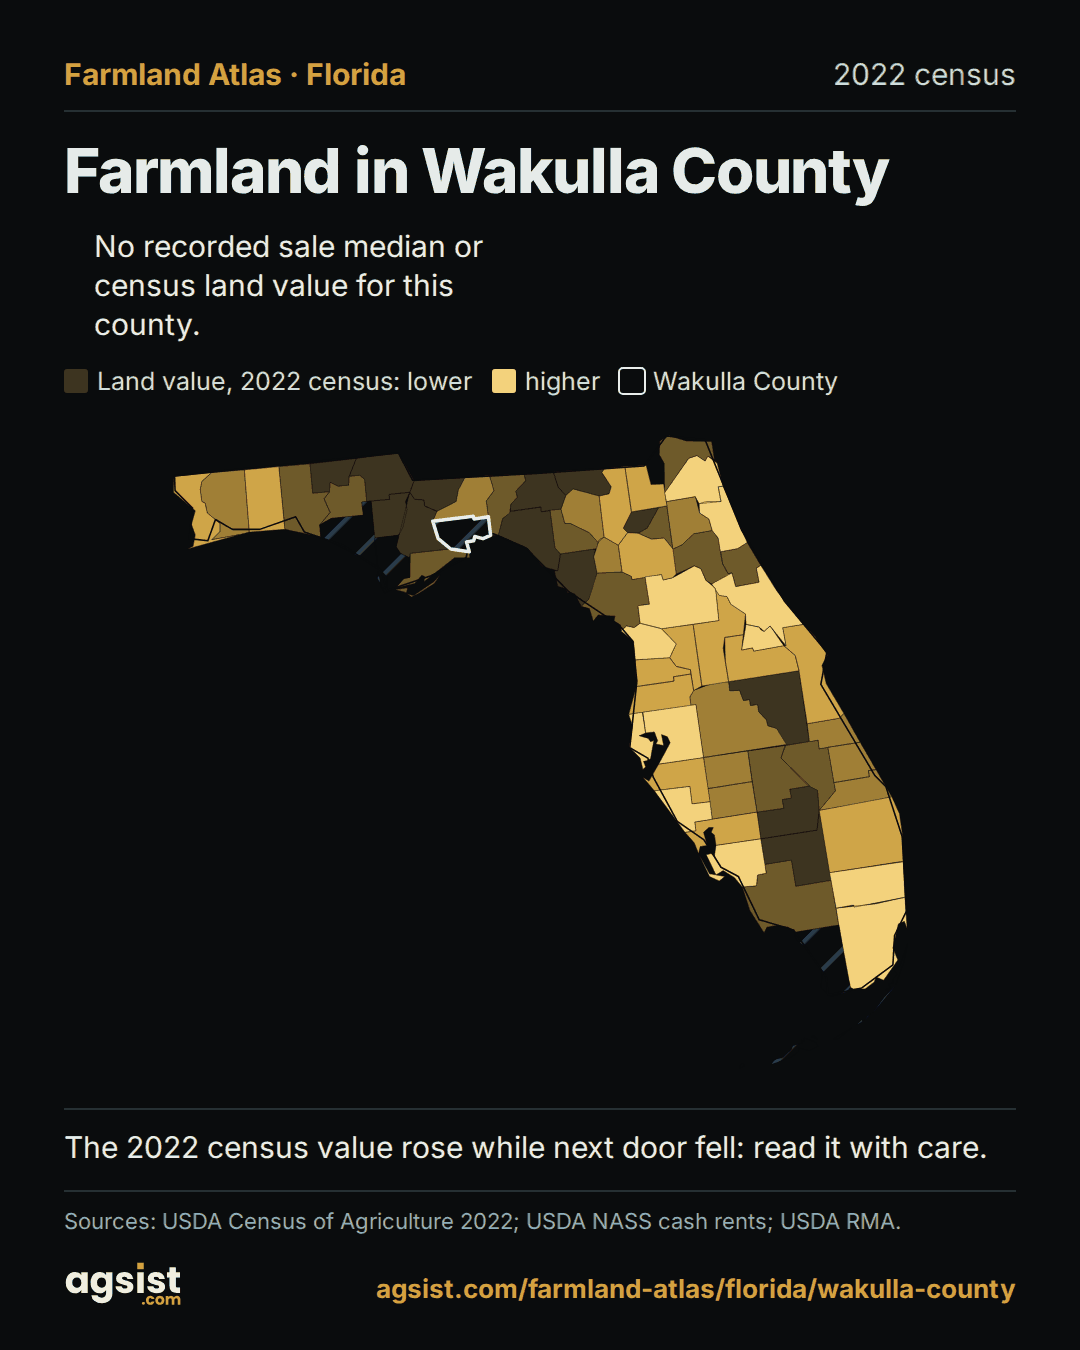 Farmland Atlas · Florida
2022 census
Farmland in Wakulla County
No recorded sale median or
census land value for this
county.
Land value, 2022 census: lower
higher
Wakulla County
The 2022 census value rose while next door fell: read it with care.
Sources: USDA Census of Agriculture 2022; USDA NASS cash rents; USDA RMA.
agsist
.com
agsist.com/farmland-atlas/florida/wakulla-county